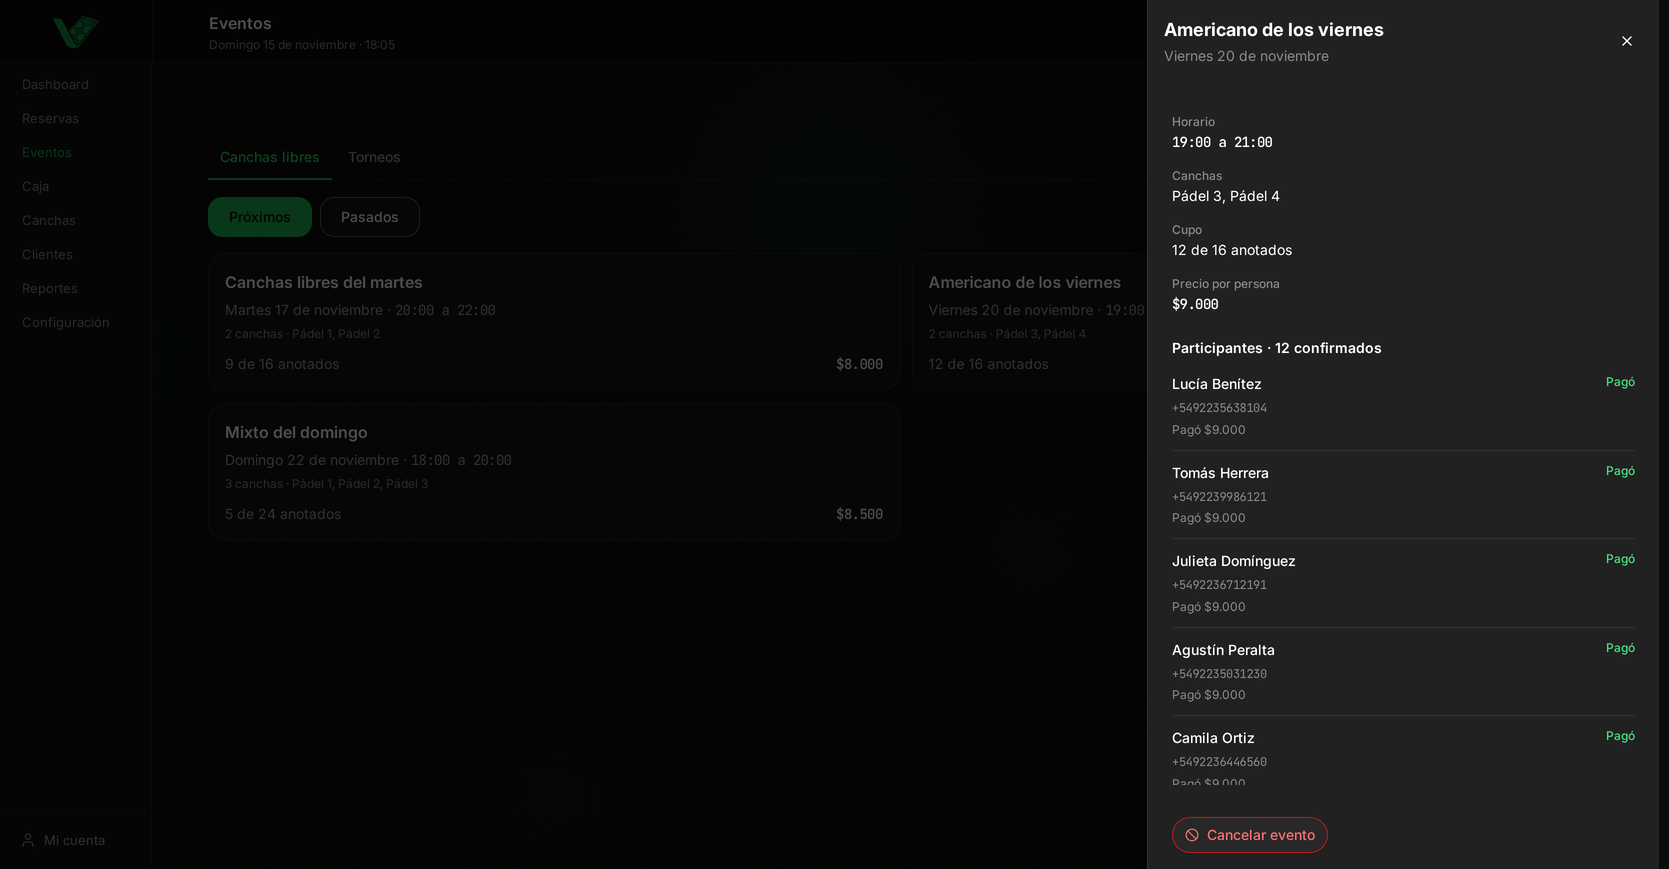 Eventos
Domingo 15 de noviembre · 18:05
Dashboard
Reservas
Eventos
Caja
Canchas
Clientes
Reportes
Configuración
Mi cuenta
Canchas libres
Torneos
Próximos
Pasados
Canchas libres del martes
Martes 17 de noviembre · 20:00 a 22:00
2 canchas · Pádel 1, Pádel 2
9 de 16 anotados
$8.000
Americano de los viernes
Viernes 20 de noviembre · 19:00
2 canchas · Pádel 3, Pádel 4
12 de 16 anotados
Mixto del domingo
Domingo 22 de noviembre · 18:00 a 20:00
3 canchas · Pádel 1, Pádel 2, Pádel 3
5 de 24 anotados
$8.500
Americano de los viernes
Viernes 20 de noviembre
Horario
19:00 a 21:00
Canchas
Pádel 3, Pádel 4
Cupo
12 de 16 anotados
Precio por persona
$9.000
Participantes · 12 confirmados
Lucía Benítez
Pagó
+5492235638104
Pagó $9.000
Tomás Herrera
Pagó
+5492239986121
Pagó $9.000
Julieta Domínguez
Pagó
+5492236712191
Pagó $9.000
Agustín Peralta
Pagó
+5492235031230
Pagó $9.000
Camila Ortiz
Pagó
+5492236446560
Pagó $9.000
Cancelar evento